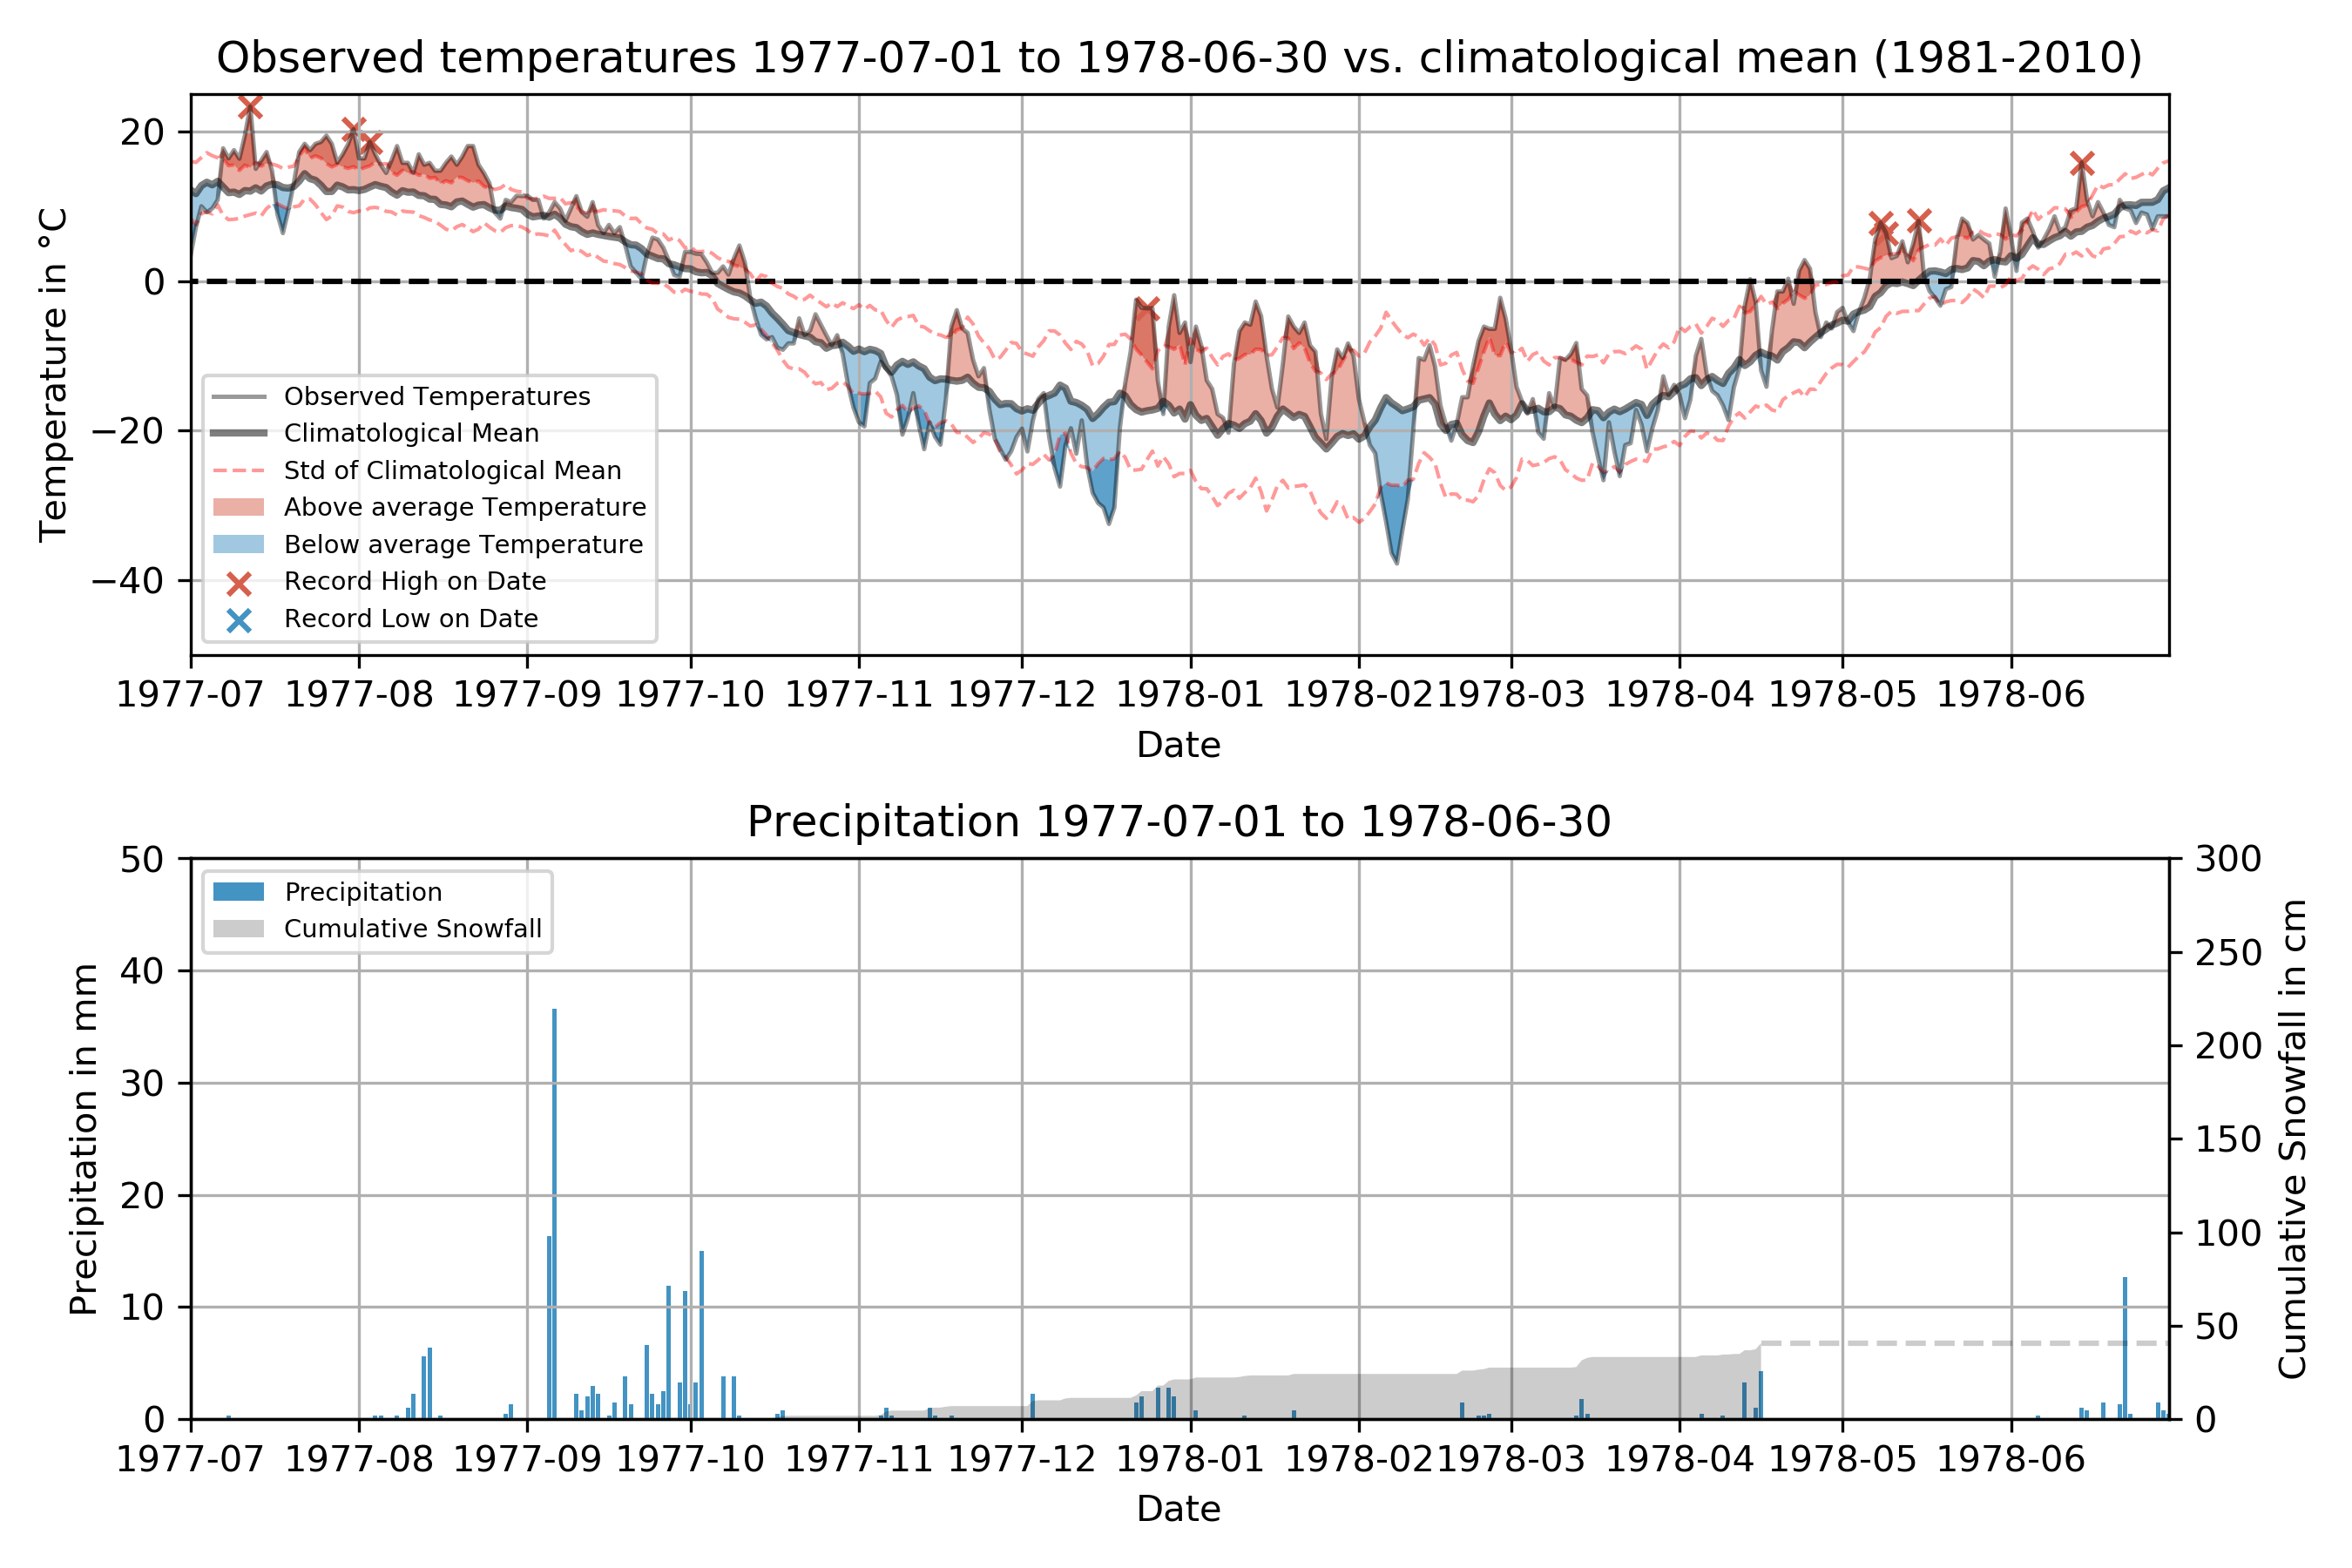 Observed temperatures 1977-07-01 to 1978-06-30 vs. climatological mean (1981-2010)
Temperature in °C
20
0
−20
−40
Observed Temperatures
Climatological Mean
Std of Climatological Mean
Above average Temperature
Below average Temperature
Record High on Date
Record Low on Date
1977-07 1977-08 1977-09 1977-10 1977-11 1977-12 1978-01 1978-02 1978-03 1978-04 1978-05 1978-06
Date
Precipitation 1977-07-01 to 1978-06-30
Precipitation in mm
50
40
30
20
10
0
Precipitation
Cumulative Snowfall
300
250
200
150
100
50
0
Cumulative Snowfall in cm
1977-07 1977-08 1977-09 1977-10 1977-11 1977-12 1978-01 1978-02 1978-03 1978-04 1978-05 1978-06
Date